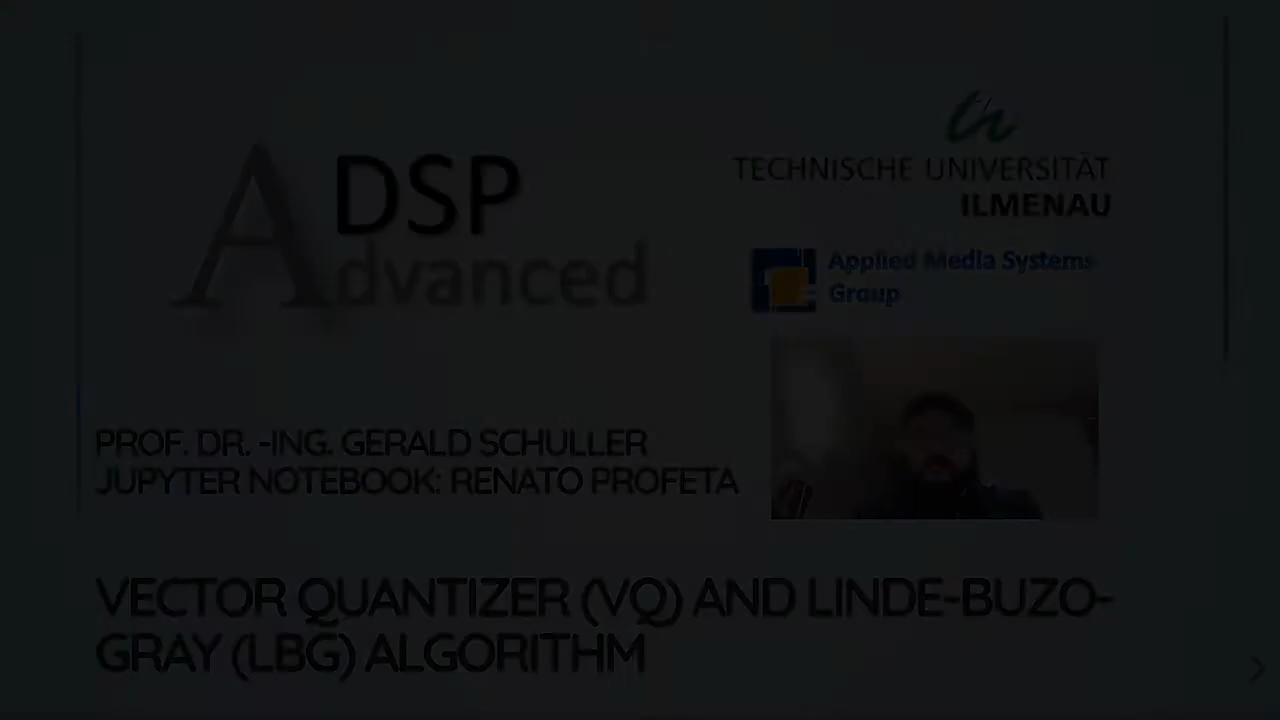 ADSP
Advanced
TECHNISCHE UNIVERSITÄT
ILMENAU
Applied Media Systems
Group
PROF. DR. -ING. GERALD SCHULLER
JUPYTER NOTEBOOK: RENATO PROFETA
VECTOR QUANTIZER (VQ) AND LINDE-BUZO-
GRAY (LBG) ALGORITHM